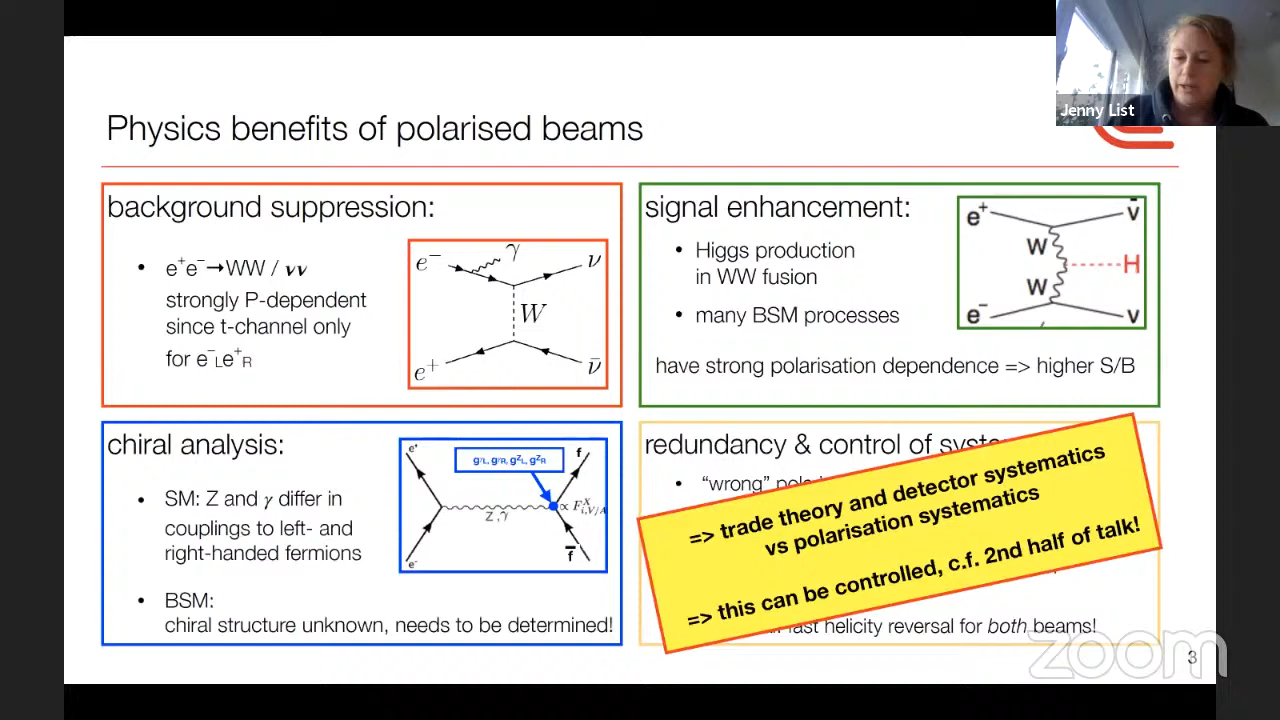 Jenny List
Physics benefits of polarised beams
background suppression:
• e⁺e⁻→WW / νν
strongly P-dependent
since t-channel only
for e⁻Le⁺R
e⁻
γ
ν
W
e⁺
ν̄
signal enhancement:
• Higgs production
in WW fusion
• many BSM processes
e⁺
ν̄
W
H
W
e⁻
ν
have strong polarisation dependence => higher S/B
chiral analysis:
• SM: Z and γ differ in
couplings to left- and
right-handed fermions
e⁺
gᵞL, gᵞR, gᶻL, gᶻR
f
Z,γ
∝ F^X_{i,V/A}
e⁻
f̄
• BSM:
chiral structure unknown, needs to be determined!
redundancy & control of
• “wrong”
=> trade theory and detector systematics
vs polarisation systematics
=> this can be controlled, c.f. 2nd half of talk!
fast helicity reversal for both beams!
zoom
3